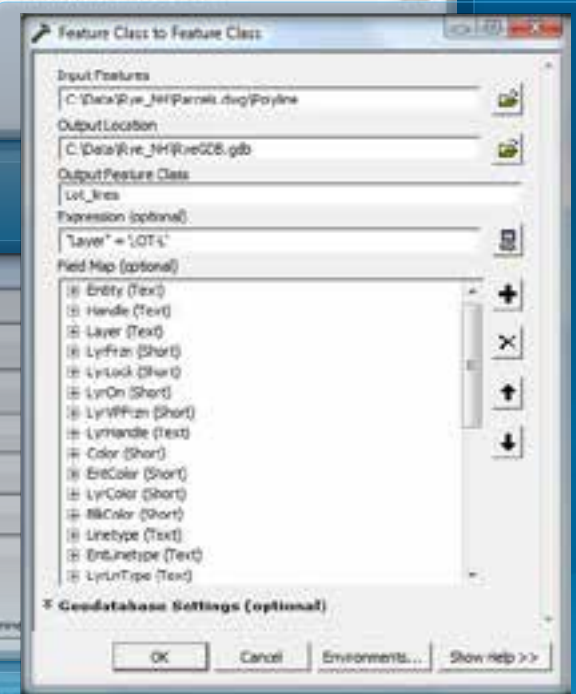 Feature Class to Feature Class
Input Features
C:\Data\Rye_NH\Parcels.dwg\Polyline
Output Location
C:\Data\Rye_NH\RyeGDB.gdb
Output Feature Class
Lot_lines
Expression (optional)
"Layer" =
Field Map (optional)
Entity (Text)
Handle (Text)
Layer (Text)
LyrFrzn (Short)
LyrLock (Short)
LyrOn (Short)
LyrVPFrzn (Short)
LyrHandle (Text)
Color (Short)
EntColor (Short)
LyrColor (Short)
BlkColor (Short)
Linetype (Text)
EntLinetype (Text)
LyrLnType (Text)
Geodatabase Settings (optional)
OK Cancel Environments... Show Help >>